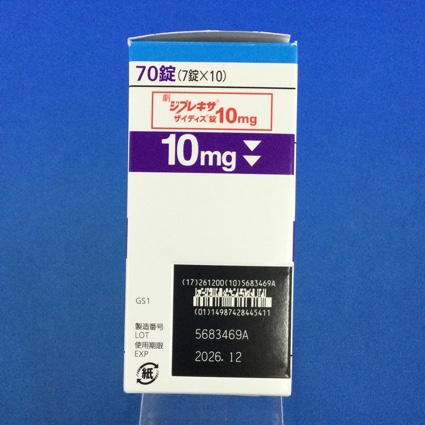 70錠(7錠×10)
劇 ジプレキサ®
ザイディス®錠10mg
10mg
(17)261200(10)5683469A
(01)14987428445411
GS1
製造番号
LOT 5683469A
使用期限
EXP 2026.12
紙